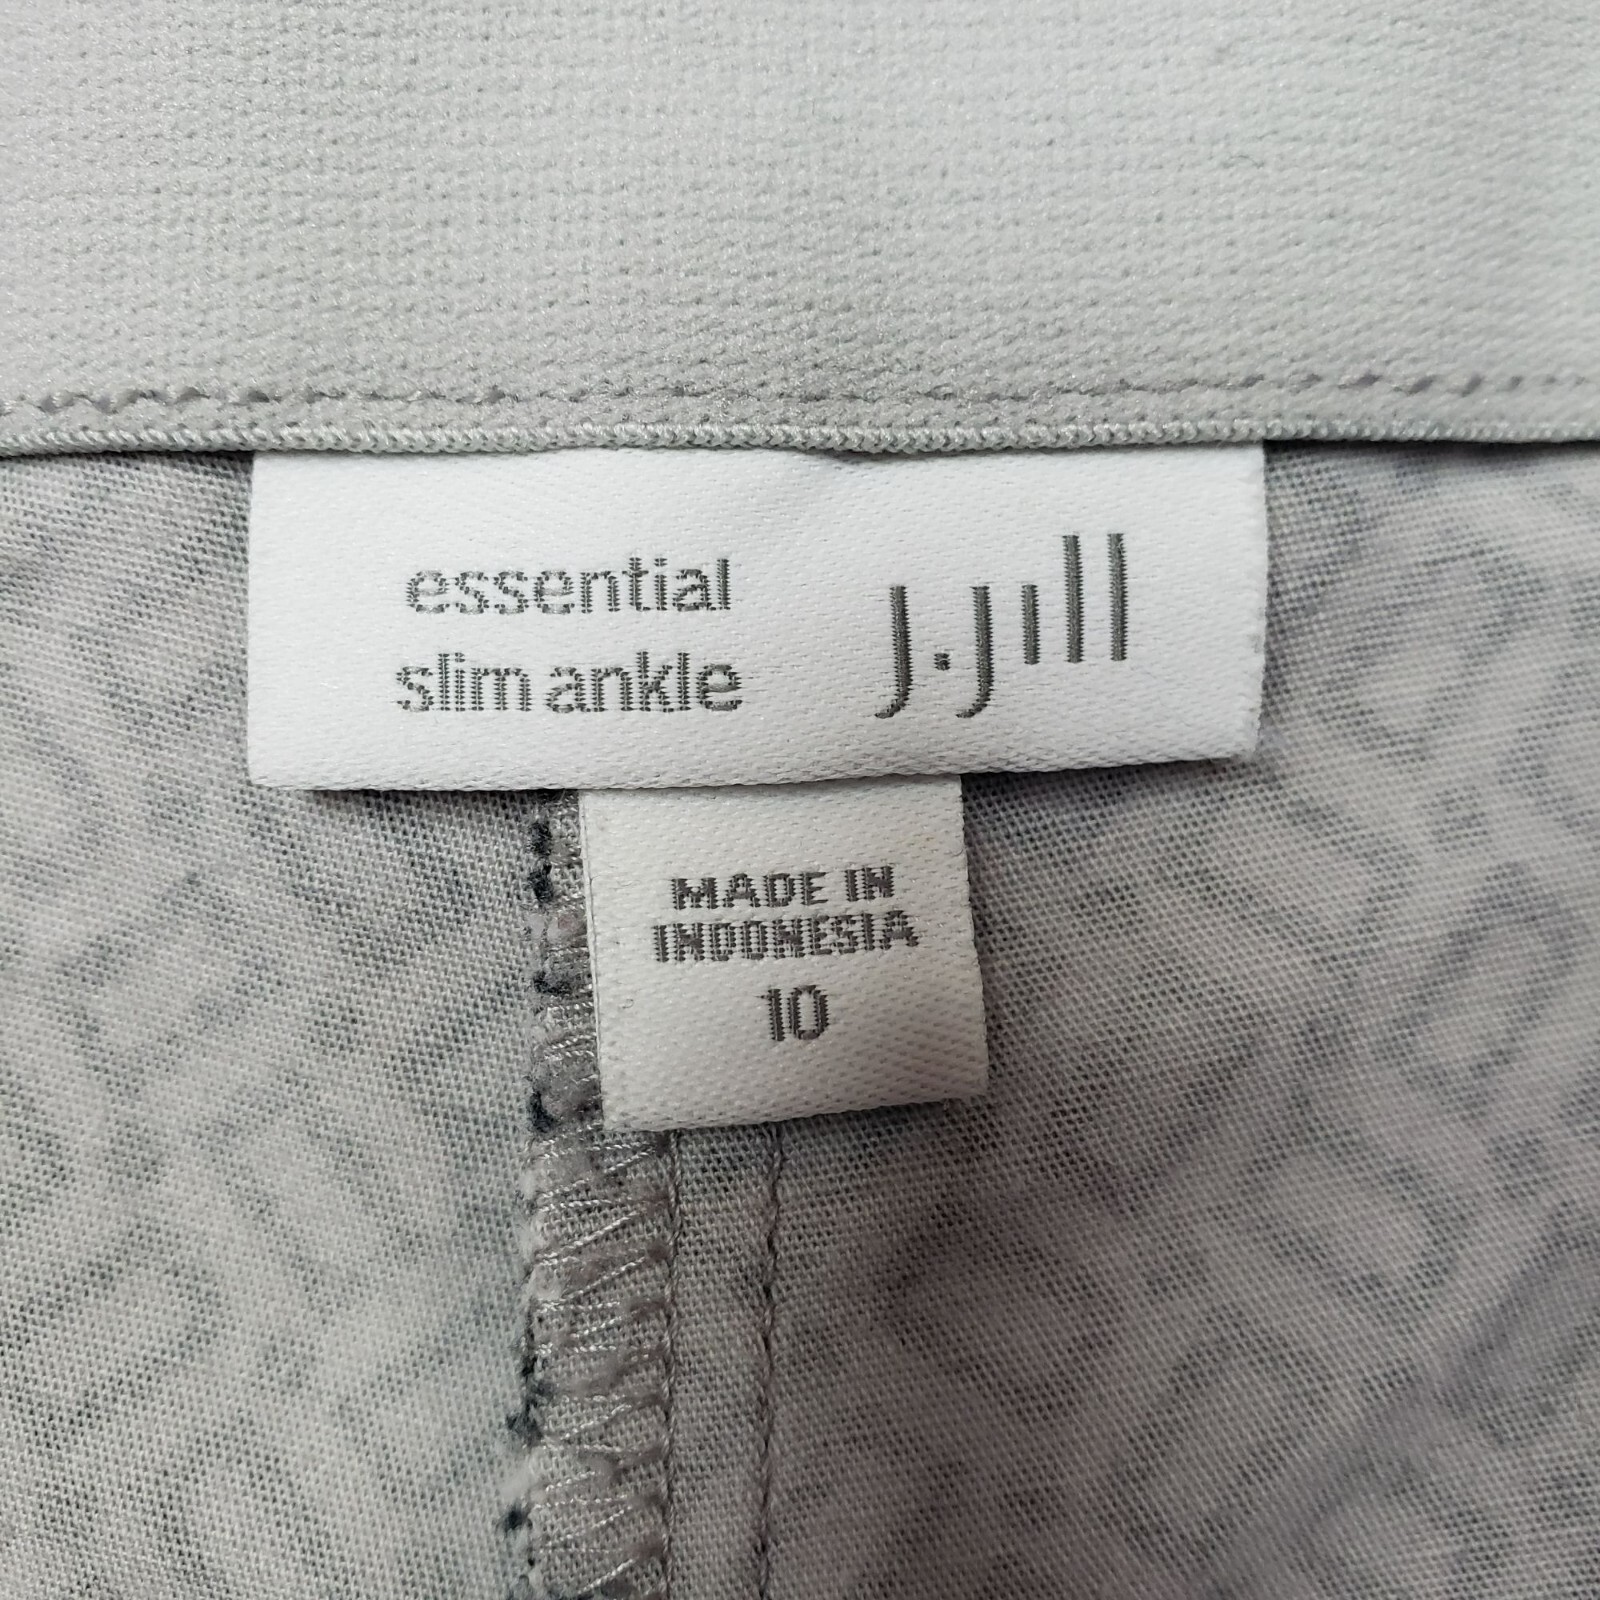 essential
slim ankle
j.jill
MADE IN
INDONESIA
10